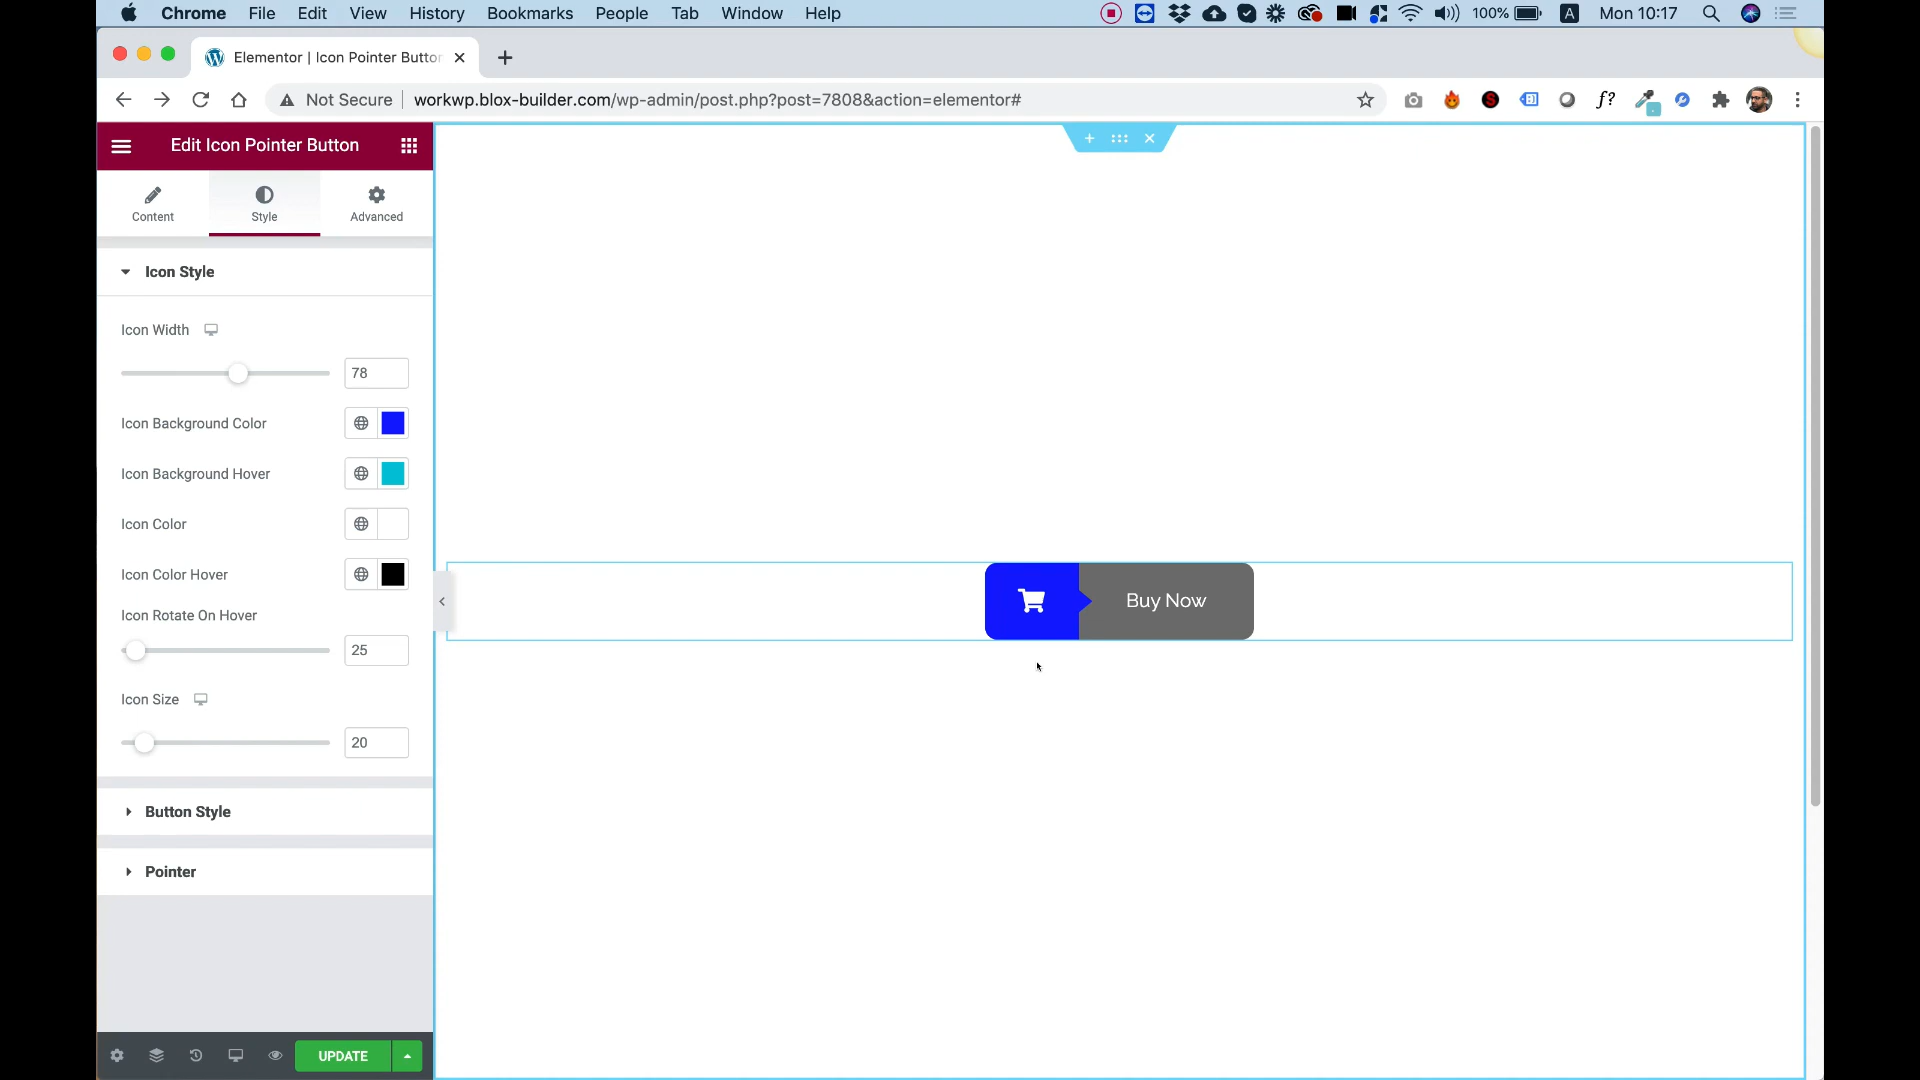 Chrome File Edit View History Bookmarks People Tab Window Help 100% A Mon 10:17
Elementor | Icon Pointer Button
Not Secure workwp.blox-builder.com/wp-admin/post.php?post=7808&action=elementor# S f?
Edit Icon Pointer Button
Content Style Advanced
Icon Style
Icon Width
78
Icon Background Color
Icon Background Hover
Icon Color
Icon Color Hover
Icon Rotate On Hover
25
Icon Size
20
Button Style
Pointer
UPDATE
Buy Now